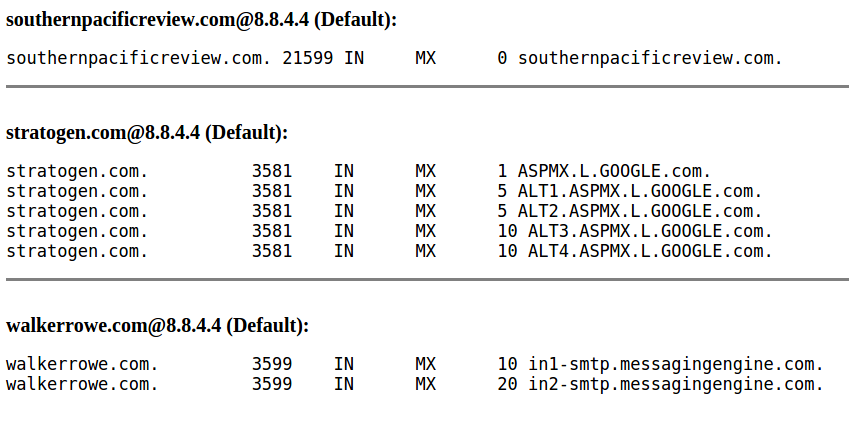 southernpacificreview.com@8.8.4.4 (Default):
southernpacificreview.com. 21599 IN MX 0 southernpacificreview.com.
stratogen.com@8.8.4.4 (Default):
stratogen.com. 3581 IN MX 1 ASPMX.L.GOOGLE.com.
stratogen.com. 3581 IN MX 5 ALT1.ASPMX.L.GOOGLE.com.
stratogen.com. 3581 IN MX 5 ALT2.ASPMX.L.GOOGLE.com.
stratogen.com. 3581 IN MX 10 ALT3.ASPMX.L.GOOGLE.com.
stratogen.com. 3581 IN MX 10 ALT4.ASPMX.L.GOOGLE.com.
walkerrowe.com@8.8.4.4 (Default):
walkerrowe.com. 3599 IN MX 10 in1-smtp.messagingengine.com.
walkerrowe.com. 3599 IN MX 20 in2-smtp.messagingengine.com.